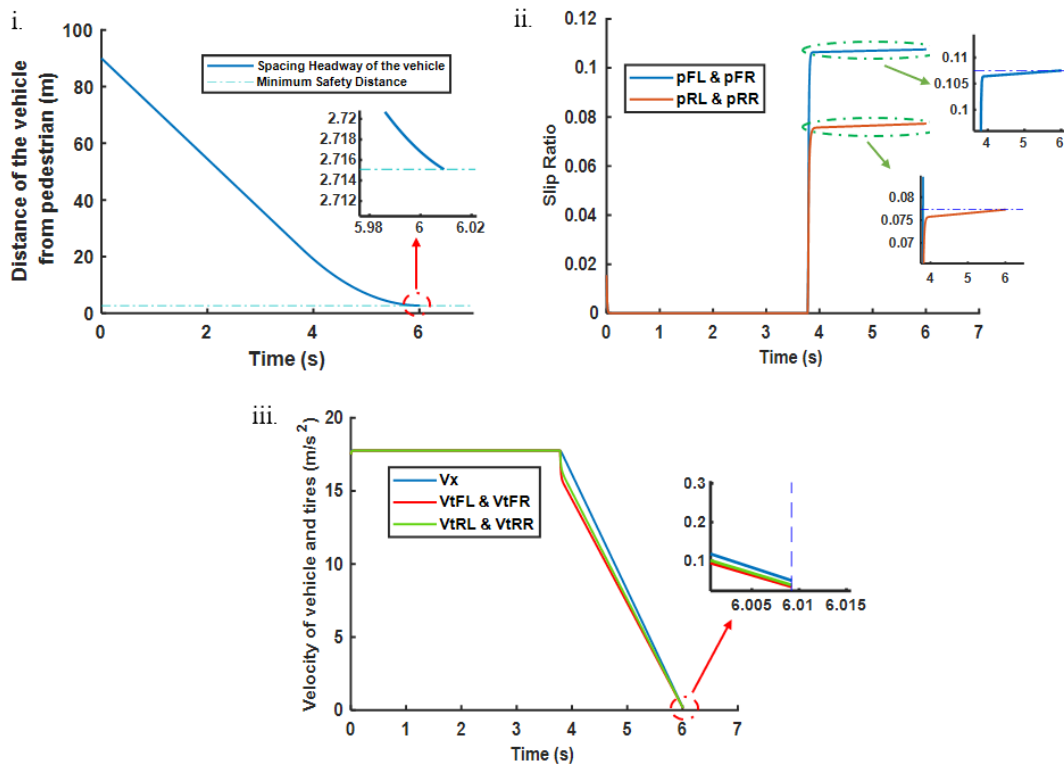 i.
Distance of the vehicle
from pedestrian (m)
100
80
60
40
20
0
Spacing Headway of the vehicle
Minimum Safety Distance
2.72
2.718
2.716
2.714
2.712
5.98 6 6.02
0 2 4 6
Time (s)
ii.
Slip Ratio
0.12
0.10
0.08
0.06
0.04
0.02
0
pFL & pFR
pRL & pRR
0.11
0.105
0.1
4 5 6
0.08
0.075
0.07
4 5 6
0 1 2 3 4 5 6 7
Time (s)
iii.
Velocity of vehicle and tires (m/s²)
20
15
10
5
0
Vx
VtFL & VtFR
VtRL & VtRR
0.3
0.2
0.1
6.005 6.01 6.015
0 1 2 3 4 5 6 7
Time (s)